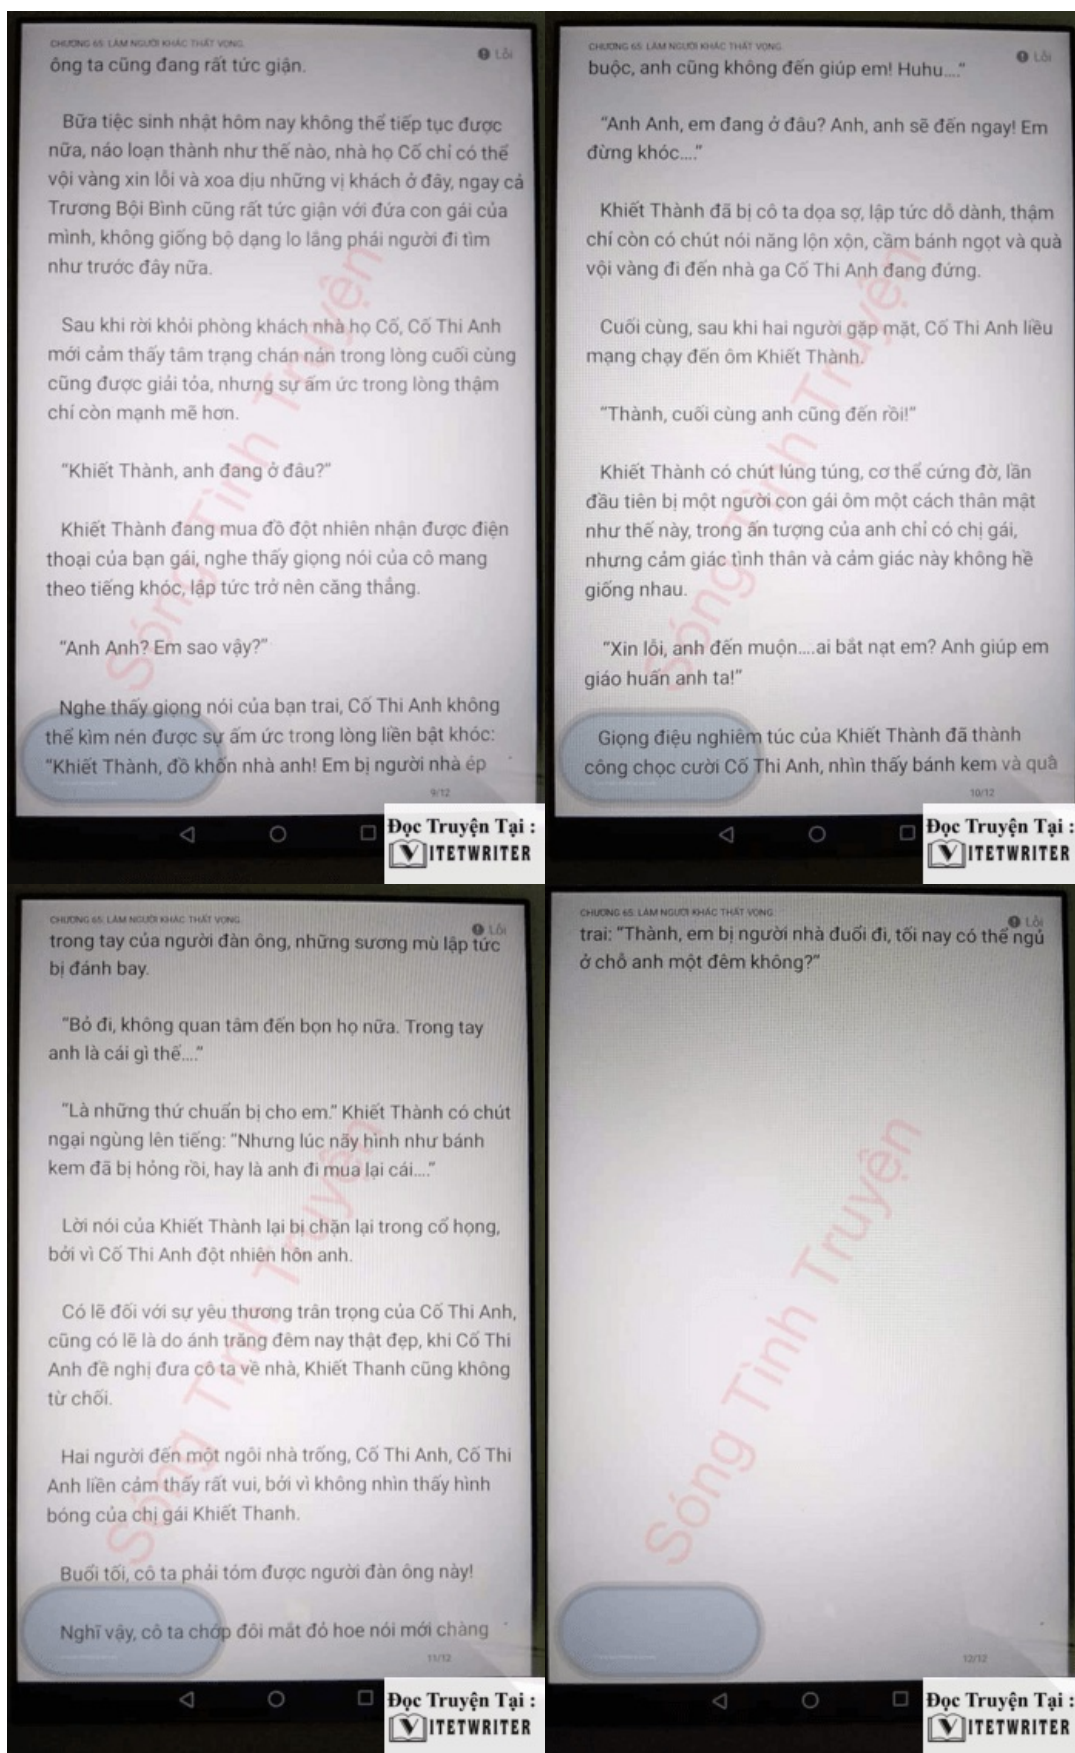 CHƯƠNG 65: LÀM NGƯỜI KHÁC THẤT VỌNG
Lỗi
ông ta cũng đang rất tức giận.
Bữa tiệc sinh nhật hôm nay không thể tiếp tục được
nữa, náo loạn thành như thế nào, nhà họ Cố chỉ có thể
vội vàng xin lỗi và xoa dịu những vị khách ở đây, ngay cả
Trương Bội Bình cũng rất tức giận với đứa con gái của
mình, không giống bộ dạng lo lắng phái người đi tìm
như trước đây nữa.
Sau khi rời khỏi phòng khách nhà họ Cố, Cố Thi Anh
mới cảm thấy tâm trạng chán nản trong lòng cuối cùng
cũng được giải tỏa, nhưng sự ấm ức trong lòng thậm
chí còn mạnh mẽ hơn.
“Khiết Thành, anh đang ở đâu?”
Khiết Thành đang mua đồ đột nhiên nhận được điện
thoại của bạn gái, nghe thấy giọng nói của cô mang
theo tiếng khóc, lập tức trở nên căng thẳng.
“Anh Anh? Em sao vậy?”
Nghe thấy giọng nói của bạn trai, Cố Thi Anh không
thể kìm nén được sự ấm ức trong lòng liền bật khóc:
“Khiết Thành, đồ khốn nhà anh! Em bị người nhà ép
9/12
Đọc Truyện Tại :
VITETWRITER
CHƯƠNG 65: LÀM NGƯỜI KHÁC THẤT VỌNG
Lỗi
buộc, anh cũng không đến giúp em! Huhu....”
“Anh Anh, em đang ở đâu? Anh, anh sẽ đến ngay! Em
đừng khóc....”
Khiết Thành đã bị cô ta dọa sợ, lập tức dỗ dành, thậm
chí còn có chút nói năng lộn xộn, cầm bánh ngọt và quà
vội vàng đi đến nhà ga Cố Thi Anh đang đứng.
Cuối cùng, sau khi hai người gặp mặt, Cố Thi Anh liều
mạng chạy đến ôm Khiết Thành.
“Thành, cuối cùng anh cũng đến rồi!”
Khiết Thành có chút lúng túng, cơ thể cứng đờ, lần
đầu tiên bị một người con gái ôm một cách thân mật
như thế này, trong ấn tượng của anh chỉ có chị gái,
nhưng cảm giác tình thân và cảm giác này không hề
giống nhau.
“Xin lỗi, anh đến muộn....ai bắt nạt em? Anh giúp em
giáo huấn anh ta!”
Giọng điệu nghiêm túc của Khiết Thành đã thành
công chọc cười Cố Thi Anh, nhìn thấy bánh kem và quà
10/12
Đọc Truyện Tại :
VITETWRITER
CHƯƠNG 65: LÀM NGƯỜI KHÁC THẤT VỌNG
Lỗi
trong tay của người đàn ông, những sương mù lập tức
bị đánh bay.
“Bỏ đi, không quan tâm đến bọn họ nữa. Trong tay
anh là cái gì thế....”
“Là những thứ chuẩn bị cho em.” Khiết Thành có chút
ngại ngùng lên tiếng: “Nhưng lúc nãy hình như bánh
kem đã bị hỏng rồi, hay là anh đi mua lại cái....”
Lời nói của Khiết Thành lại bị chặn lại trong cổ họng,
bởi vì Cố Thi Anh đột nhiên hôn anh.
Có lẽ đối với sự yêu thương trân trọng của Cố Thi Anh,
cũng có lẽ là do ánh trăng đêm nay thật đẹp, khi Cố Thi
Anh đề nghị đưa cô ta về nhà, Khiết Thanh cũng không
từ chối.
Hai người đến một ngôi nhà trống, Cố Thi Anh, Cố Thi
Anh liền cảm thấy rất vui, bởi vì không nhìn thấy hình
bóng của chị gái Khiết Thanh.
Buổi tối, cô ta phải tóm được người đàn ông này!
Nghĩ vậy, cô ta chớp đôi mắt đỏ hoe nói mới chàng
11/12
Đọc Truyện Tại :
VITETWRITER
CHƯƠNG 65: LÀM NGƯỜI KHÁC THẤT VỌNG
Lỗi
trai: “Thành, em bị người nhà đuổi đi, tối nay có thể ngủ
ở chỗ anh một đêm không?”
12/12
Đọc Truyện Tại :
VITETWRITER
Sóng Tình Truyện
Sóng Tình Truyện
Sóng Tình Truyện
Sóng Tình Truyện